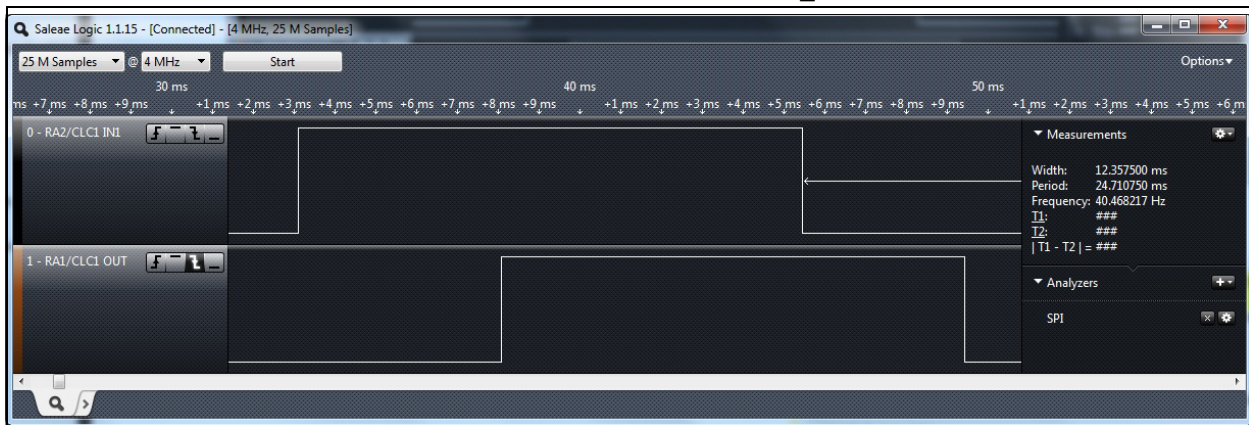 Saleae Logic 1.1.15 - [Connected] - [4 MHz, 25 M Samples]
25 M Samples @ 4 MHz Start Options
30 ms 40 ms 50 ms
ms +7 ms +8 ms +9 ms +1 ms +2 ms +3 ms +4 ms +5 ms +6 ms +7 ms +8 ms +9 ms +1 ms +2 ms +3 ms +4 ms +5 ms +6 ms +7 ms +8 ms +9 ms +1 ms +2 ms +3 ms +4 ms +5 ms +6 m
0 - RA2/CLC1 IN1
Measurements
Width: 12.357500 ms
Period: 24.710750 ms
Frequency: 40.468217 Hz
T1: ###
T2: ###
| T1 - T2 | = ###
1 - RA1/CLC1 OUT
Analyzers
SPI